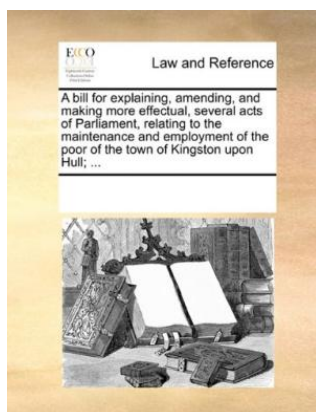 ECCO
Law and Reference
A bill for explaining, amending, and
making more effectual, several acts
of Parliament, relating to the
maintenance and employment of the
poor of the town of Kingston upon
Hull; ...